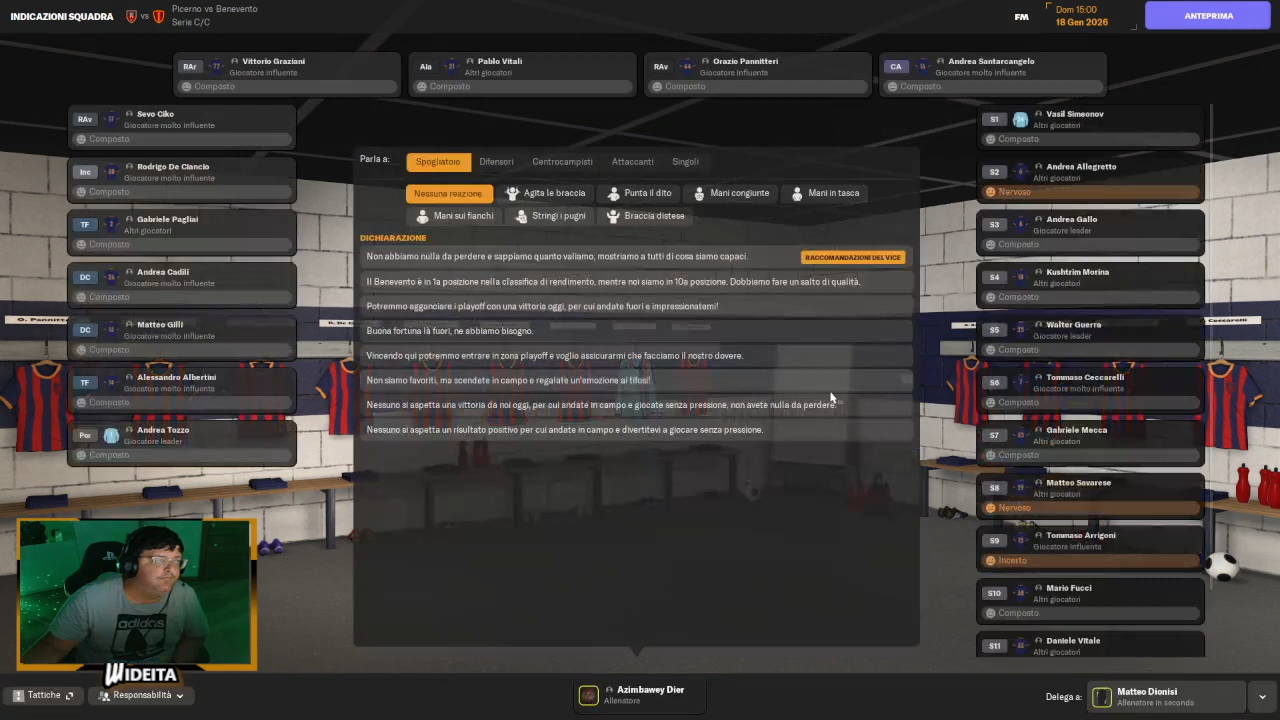 INDICAZIONI SQUADRA
vs
Picerno vs Benevento
Serie C/C
FM
Dom 15:00
18 Gen 2026
ANTEPRIMA
RAr
77
Vittorio Graziani
Giocatore influente
Composto
Ala
21
Pablo Vitali
Altri giocatori
Composto
RAv
44
Orazio Pannitteri
Giocatore influente
Composto
CA
Andrea Santarcangelo
Giocatore molto influente
Composto
RAv
Sevo Ciko
Giocatore molto influente
Composto
Inc
Rodrigo De Ciancio
Giocatore molto influente
Composto
TF
Gabriele Pagliai
Altri giocatori
Composto
DC
Andrea Cadili
Giocatore molto influente
Composto
DC
Matteo Gilli
Giocatore molto influente
Composto
TF
Alessandro Albertini
Giocatore molto influente
Composto
Por
Andrea Tozzo
Giocatore leader
Composto
Parla a:
Spogliatoio
Difensori
Centrocampisti
Attaccanti
Singoli
Nessuna reazione
Agita le braccia
Punta il dito
Mani congiunte
Mani in tasca
Mani sui fianchi
Stringi i pugni
Braccia distese
DICHIARAZIONE
Non abbiamo nulla da perdere e sappiamo quanto valiamo, mostriamo a tutti di cosa siamo capaci.
RACCOMANDAZIONI DEL VICE
Il Benevento è in 1a posizione nella classifica di rendimento, mentre noi siamo in 10a posizione. Dobbiamo fare un salto di qualità.
Potremmo agganciare i playoff con una vittoria oggi, per cui andate fuori e impressionatemi!
Buona fortuna là fuori, ne abbiamo bisogno.
Vincendo qui potremmo entrare in zona playoff e voglio assicurarmi che facciamo il nostro dovere.
Non siamo favoriti, ma scendete in campo e regalate un'emozione ai tifosi!
Nessuno si aspetta una vittoria da noi oggi, per cui andate in campo e giocate senza pressione, non avete nulla da perdere.
Nessuno si aspetta un risultato positivo per cui andate in campo e divertitevi a giocare senza pressione.
S1
Vasil Simeonov
Altri giocatori
Composto
S2
Andrea Allegretto
Altri giocatori
Nervoso
S3
Andrea Gallo
Giocatore leader
Composto
S4
Kushtrim Morina
Altri giocatori
Composto
S5
Walter Guerra
Giocatore leader
Composto
S6
Tommaso Ceccarelli
Giocatore molto influente
Composto
S7
Gabriele Mecca
Altri giocatori
Composto
S8
Matteo Savarese
Altri giocatori
Nervoso
S9
Tommaso Arrigoni
Giocatore influente
Incerto
S10
Mario Fucci
Altri giocatori
Composto
S11
Daniele Vitale
Altri giocatori
O. Pannitt
Ceccarelli
adidas
WIDEITA
Tattiche
Responsabilità
Azimbawey Dier
Allenatore
Delega a:
Matteo Dionisi
Allenatore in seconda